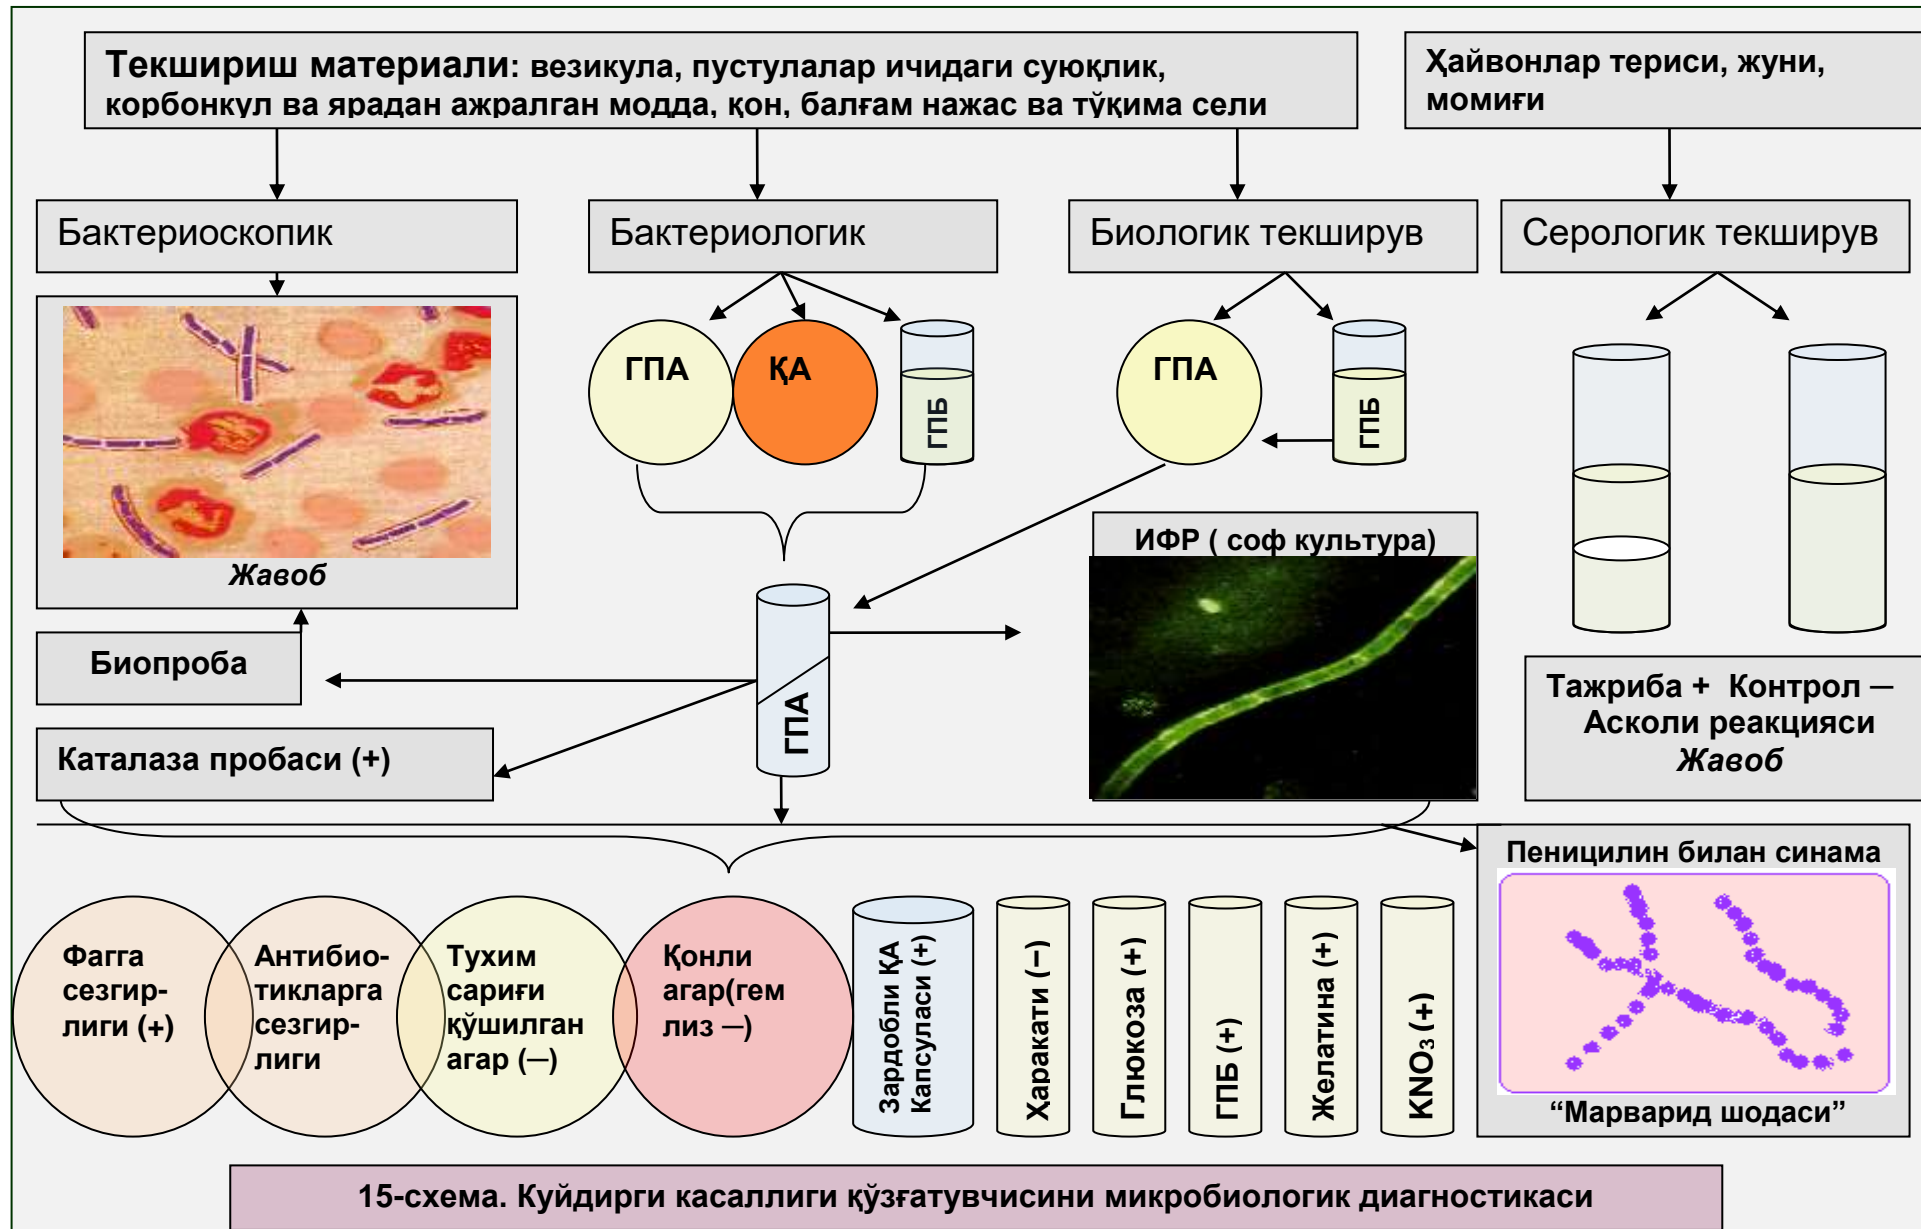 Текшириш материали: везикула, пустулалар ичидаги суюқлик,
корбонкул ва ярадан ажралган модда, қон, балғам нажас ва тўқима сели
Ҳайвонлар териси, жуни,
момиғи
Бактериоскопик
Бактериологик
Биологик текширув
Серологик текширув
ГПА
ҚА
ГПБ
ГПА
ГПБ
Жавоб
ИФР ( соф культура)
Биопроба
ГПА
Каталаза пробаси (+)
Тажриба + Контрол —
Асколи реакцияси
Жавоб
Фагга
сезгир-
лиги (+)
Антибио-
тикларга
сезгир-
лиги
Тухим
сариғи
қўшилган
агар (—)
Қонли
агар(гем
лиз —)
Зардобли ҚА
Капсуласи (+)
Ҳаракати (–)
Глюкоза (+)
ГПБ (+)
Желатина (+)
KNO₃ (+)
Пеницилин билан синама
“Марварид шодаси”
15-схема. Куйдирги касаллиги қўзғатувчисини микробиологик диагностикаси